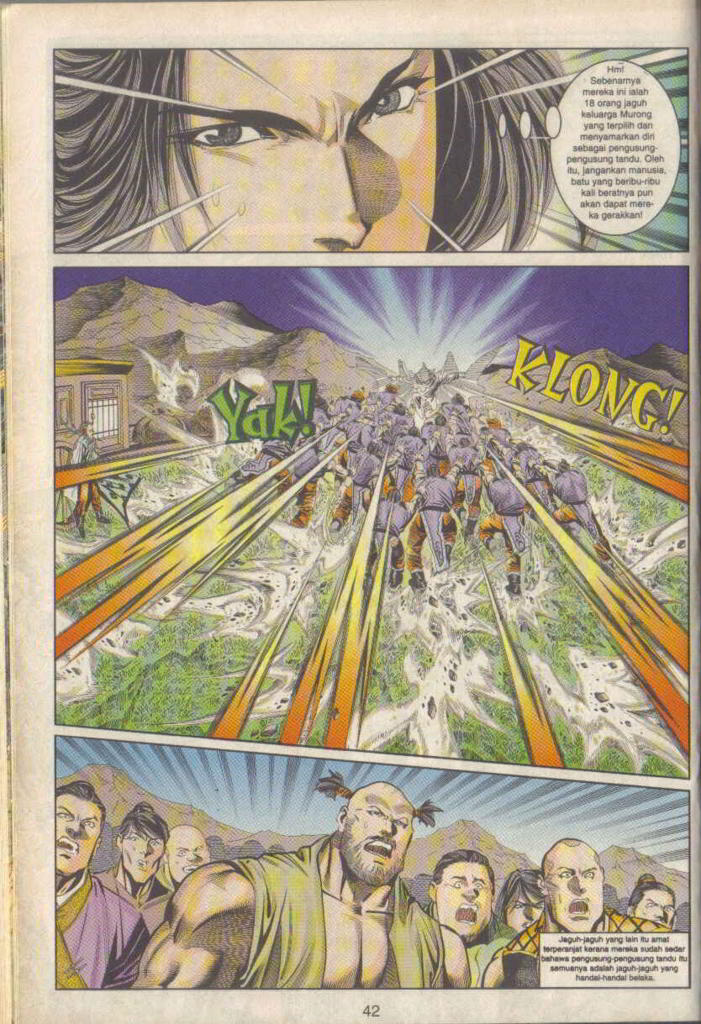 Hm!
Sebenarnya
mereka ini ialah
18 orang jaguh
keluarga Murong
yang terpilih dan
menyamarkan diri
sebagai pengusung-
pengusung tandu. Oleh
itu, jangankan manusia,
batu yang beribu-ribu
kali beratnya pun
akan dapat mere-
ka gerakkan!
Yak!
KLONG!
Jaguh-jaguh yang lain itu amat
terperanjat kerana mereka sudah sedar
bahawa pengusung-pengusung tandu itu
semuanya adalah jaguh-jaguh yang
handal-handal belaka.
42